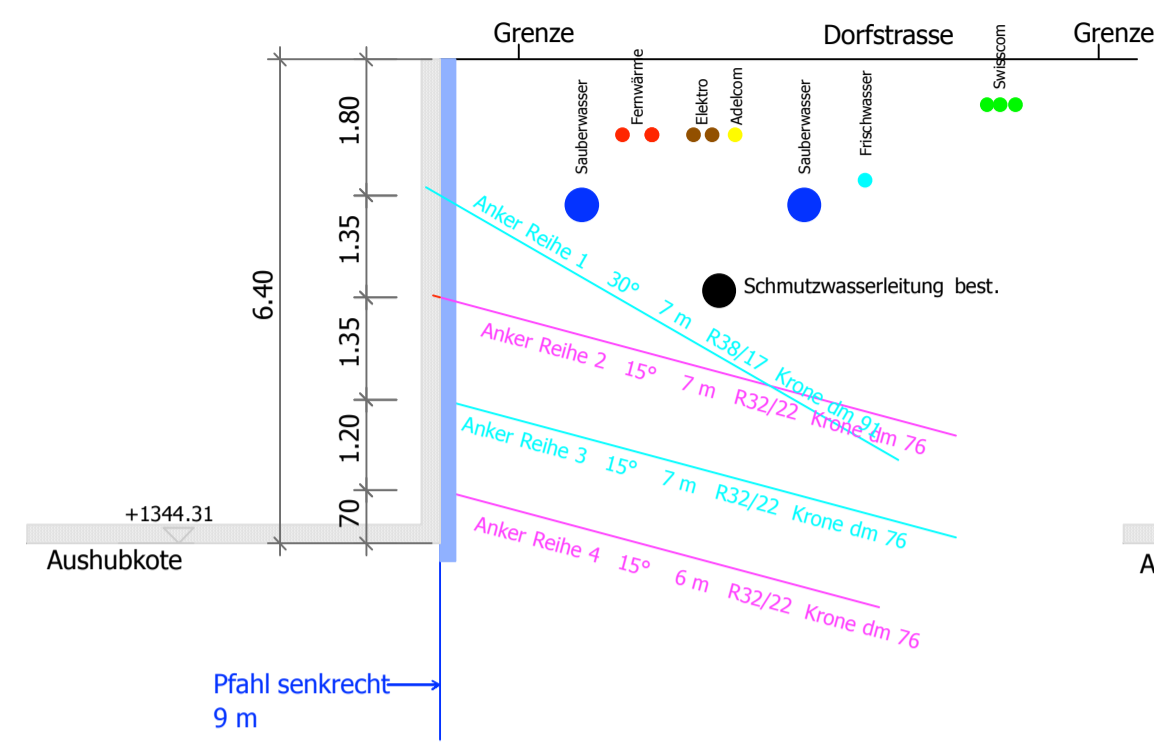 Grenze
Dorfstrasse
Grenze
Sauberwasser
Fernwärme
Elektro
Adelcom
Sauberwasser
Frischwasser
Swisscom
1.80
1.35
6.40
1.35
1.20
70
Anker Reihe 1 30° 7 m R38/17 Krone dm 91
Schmutzwasserleitung best.
Anker Reihe 2 15° 7 m R32/22 Krone dm 76
Anker Reihe 3 15° 7 m R32/22 Krone dm 76
Anker Reihe 4 15° 6 m R32/22 Krone dm 76
+1344.31
Aushubkote
A
Pfahl senkrecht
9 m